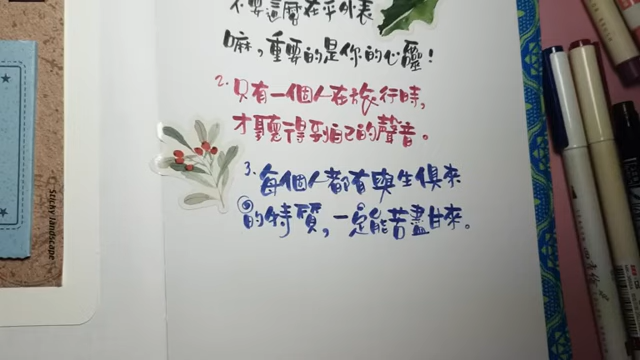 不要這麼在乎外表
嘛，重要的是你的心靈！
2. 只有一個人在旅行時，
才聽得到自己的聲音。
3. 每個人都有與生俱來
的特質，一定能苦盡甘來。
Stichy landscape